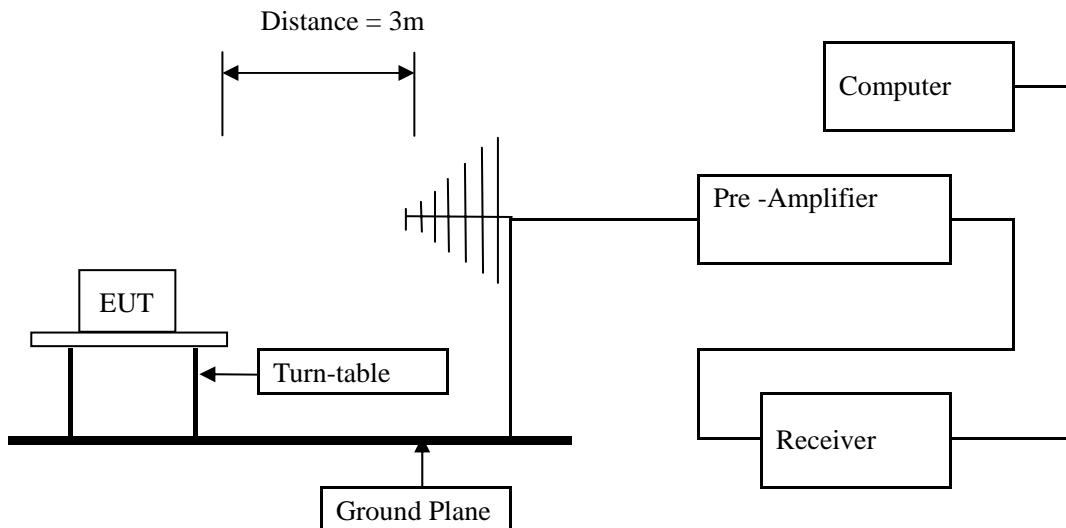 Distance = 3m
Computer
Pre -Amplifier
EUT
Turn-table
Receiver
Ground Plane